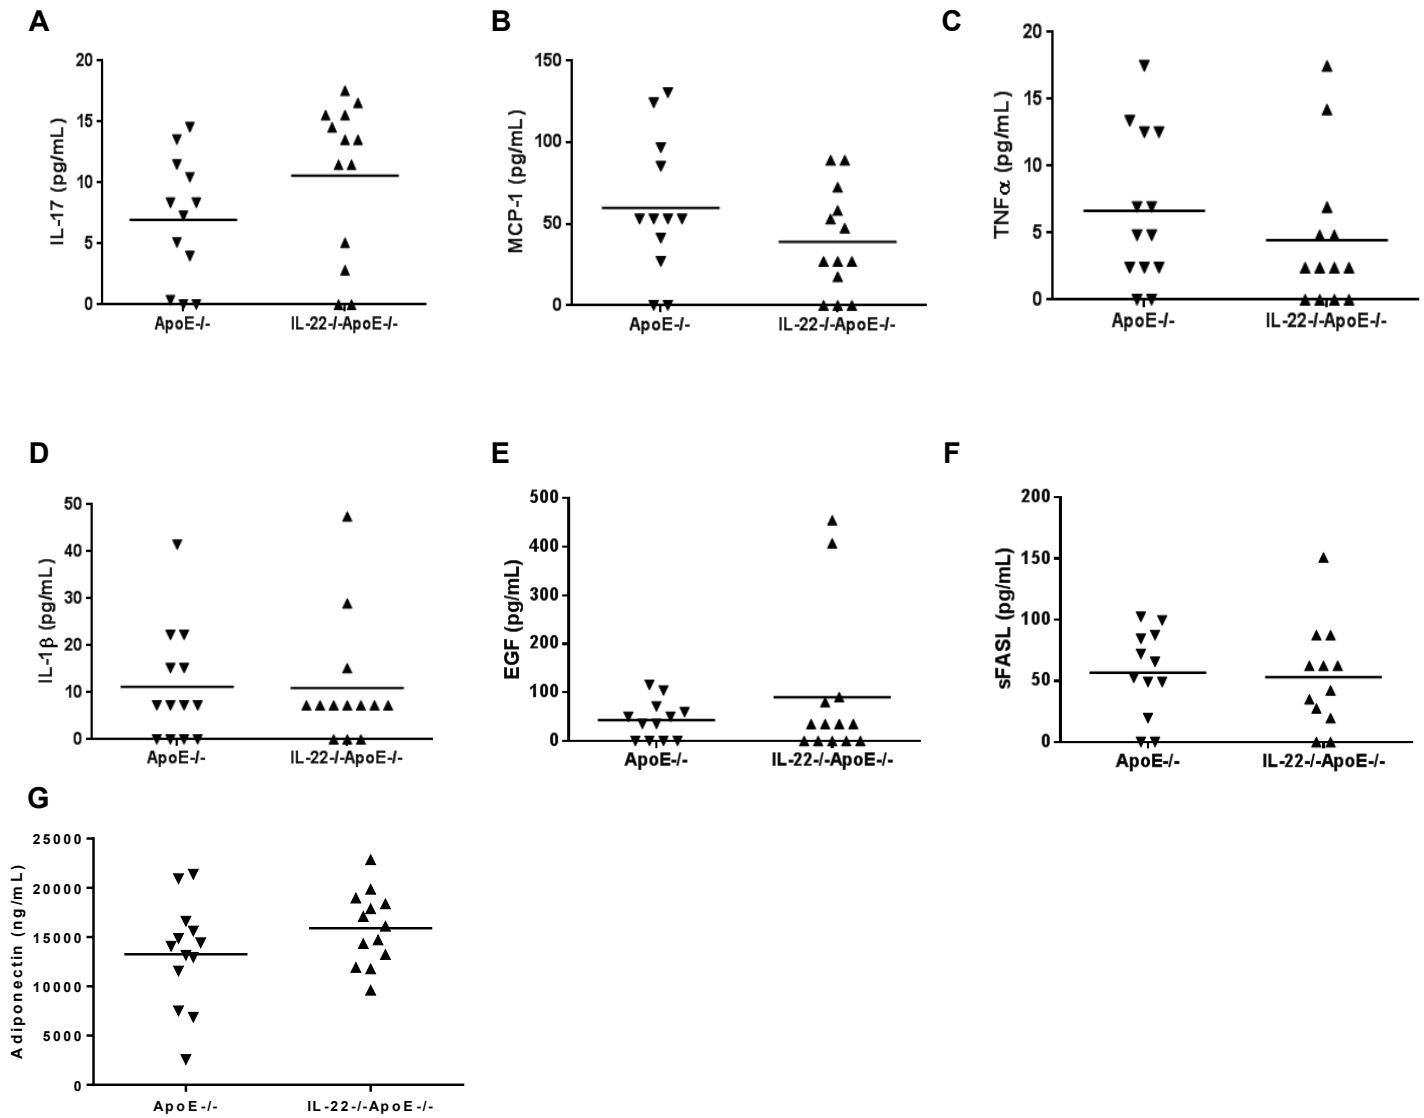 A
IL-17 (pg/mL)
20
15
10
5
0
ApoE-/-
IL-22-/-ApoE-/-
B
MCP-1 (pg/mL)
150
100
50
0
ApoE-/-
IL-22-/-ApoE-/-
C
TNFα (pg/mL)
20
15
10
5
0
ApoE-/-
IL-22-/-ApoE-/-
D
IL-1β (pg/mL)
50
40
30
20
10
0
ApoE-/-
IL-22-/-ApoE-/-
E
EGF (pg/mL)
500
400
300
200
100
0
ApoE-/-
IL-22-/-ApoE-/-
F
sFASL (pg/mL)
200
150
100
50
0
ApoE-/-
IL-22-/-ApoE-/-
G
Adiponectin (ng/mL)
25000
20000
15000
10000
5000
0
ApoE-/-
IL-22-/-ApoE-/-